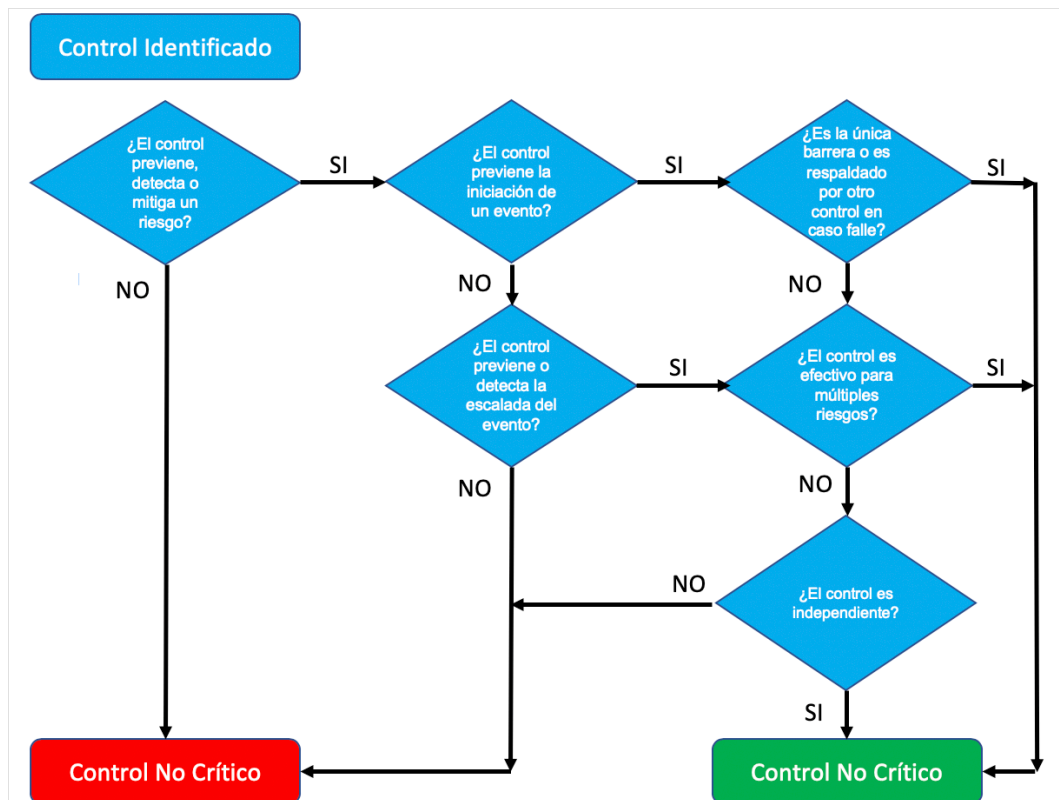 Control Identificado
¿El control
previene,
detecta o
mitiga un
riesgo?
SI
¿El control
previene la
iniciación de
un evento?
SI
¿Es la única
barrera o es
respaldado
por otro
control en
caso falle?
SI
NO
NO
NO
¿El control
previene o
detecta la
escalada del
evento?
SI
¿El control es
efectivo para
múltiples
riesgos?
SI
NO
NO
¿El control es
independiente?
NO
SI
Control No Crítico
Control No Crítico